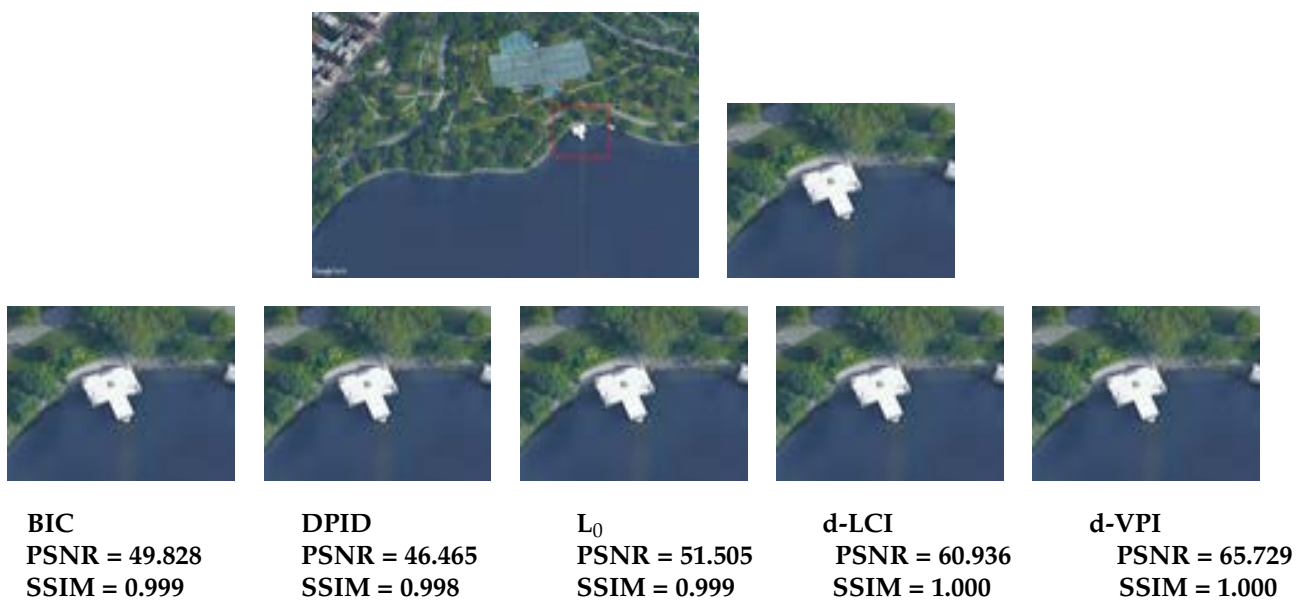 BIC
PSNR = 49.828
SSIM = 0.999
DPID
PSNR = 46.465
SSIM = 0.998
L₀
PSNR = 51.505
SSIM = 0.999
d-LCI
PSNR = 60.936
SSIM = 1.000
d-VPI
PSNR = 65.729
SSIM = 1.000